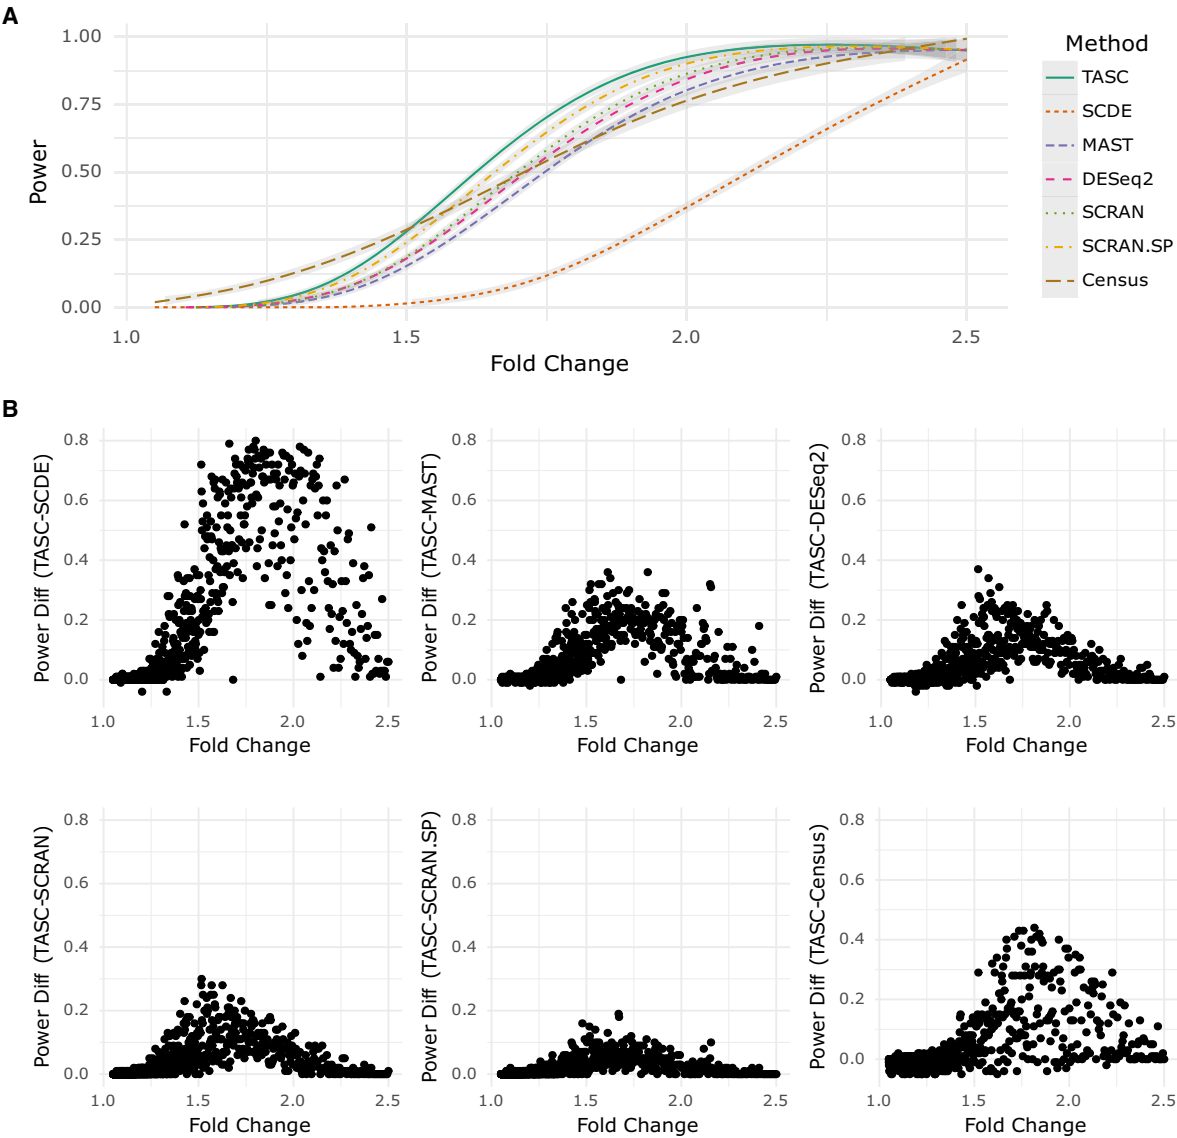 A
1.00
0.75
0.50
0.25
0.00
Power
1.0 1.5 2.0 2.5
Fold Change
Method
TASC
SCDE
MAST
DESeq2
SCRAN
SCRAN.SP
Census
B
0.8
0.6
0.4
0.2
0.0
Power Diff (TASC-SCDE)
1.0 1.5 2.0 2.5
Fold Change
0.8
0.6
0.4
0.2
0.0
Power Diff (TASC-MAST)
1.0 1.5 2.0 2.5
Fold Change
0.8
0.6
0.4
0.2
0.0
Power Diff (TASC-DESeq2)
1.0 1.5 2.0 2.5
Fold Change
0.8
0.6
0.4
0.2
0.0
Power Diff (TASC-SCRAN)
1.0 1.5 2.0 2.5
Fold Change
0.8
0.6
0.4
0.2
0.0
Power Diff (TASC-SCRAN.SP)
1.0 1.5 2.0 2.5
Fold Change
0.8
0.6
0.4
0.2
0.0
Power Diff (TASC-Census)
1.0 1.5 2.0 2.5
Fold Change